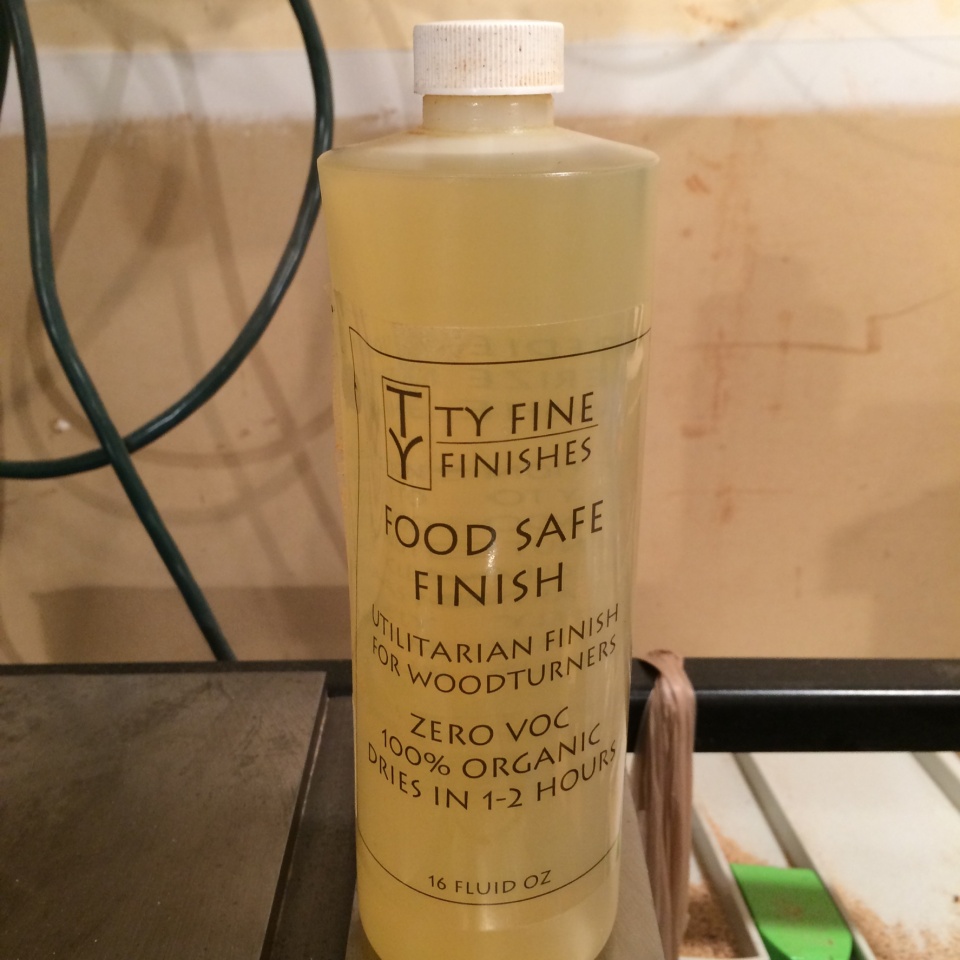 TY
TY FINE
FINISHES
FOOD SAFE
FINISH
UTILITARIAN FINISH
FOR WOODTURNERS
ZERO VOC
100% ORGANIC
DRIES IN 1-2 HOURS
16 FLUID OZ